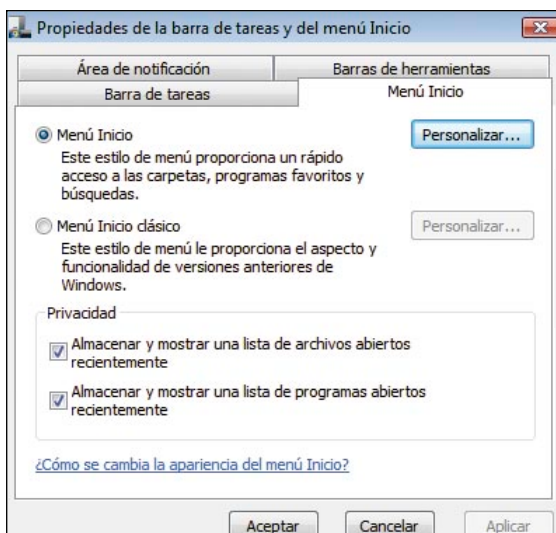 Propiedades de la barra de tareas y del menú Inicio
Área de notificación
Barras de herramientas
Barra de tareas
Menú Inicio
Menú Inicio
Personalizar...
Este estilo de menú proporciona un rápido
acceso a las carpetas, programas favoritos y
búsquedas.
Menú Inicio clásico
Personalizar...
Este estilo de menú le proporciona el aspecto y
funcionalidad de versiones anteriores de
Windows.
Privacidad
Almacenar y mostrar una lista de archivos abiertos
recientemente
Almacenar y mostrar una lista de programas abiertos
recientemente
¿Cómo se cambia la apariencia del menú Inicio?
Aceptar
Cancelar
Aplicar